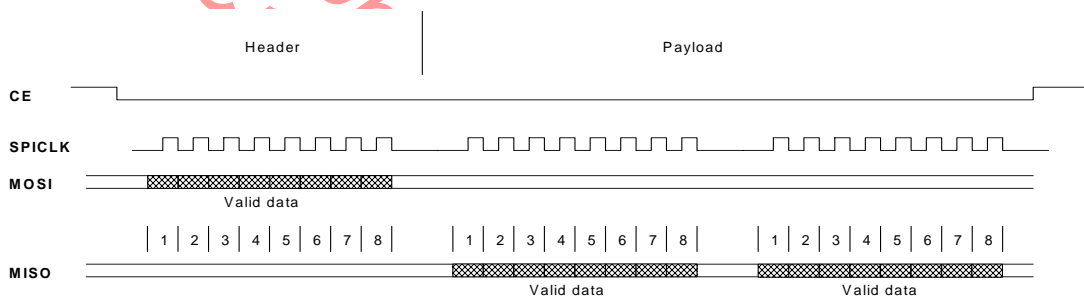 Header Payload
CE
SPICLK
MOSI
Valid data
1 2 3 4 5 6 7 8 1 2 3 4 5 6 7 8 1 2 3 4 5 6 7 8
MISO
Valid data Valid data